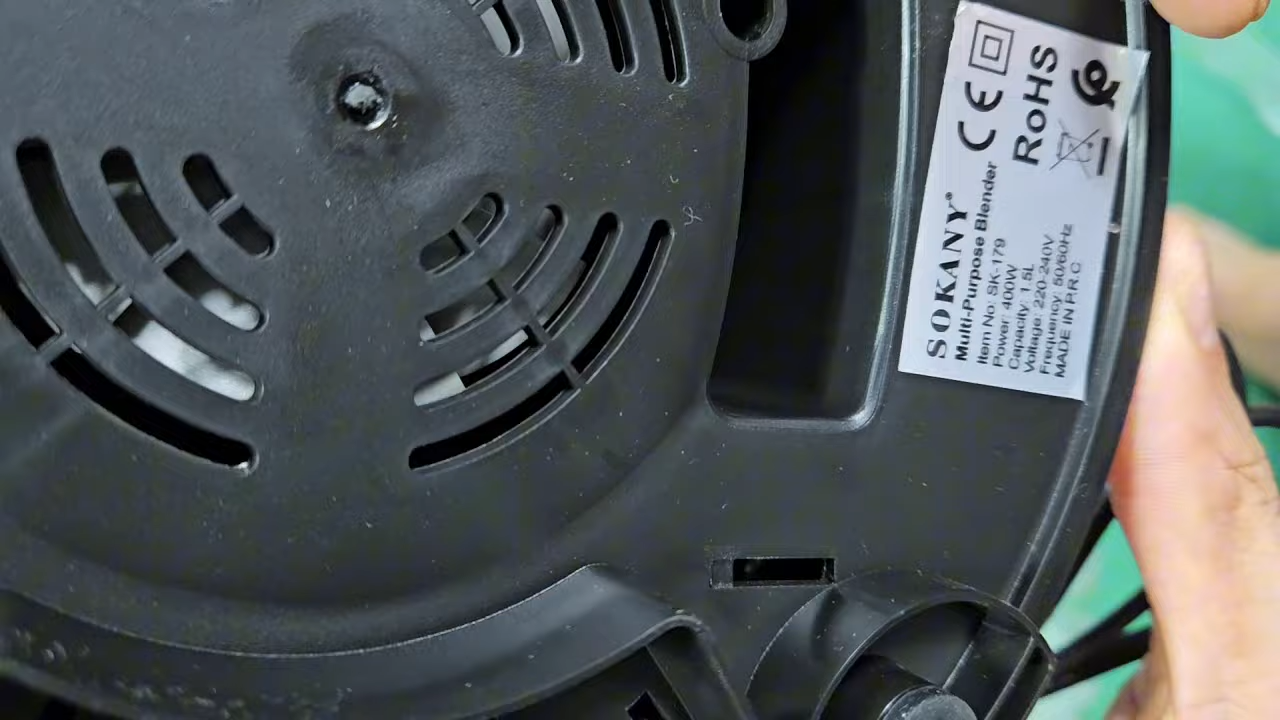 SOKANY®
Multi-Purpose Blender
Item No: SK-179
Power: 400W
Capacity: 1.5L
Voltage: 220-240V
Frequency: 50/60Hz
MADE IN P.R.C
CE
RoHS